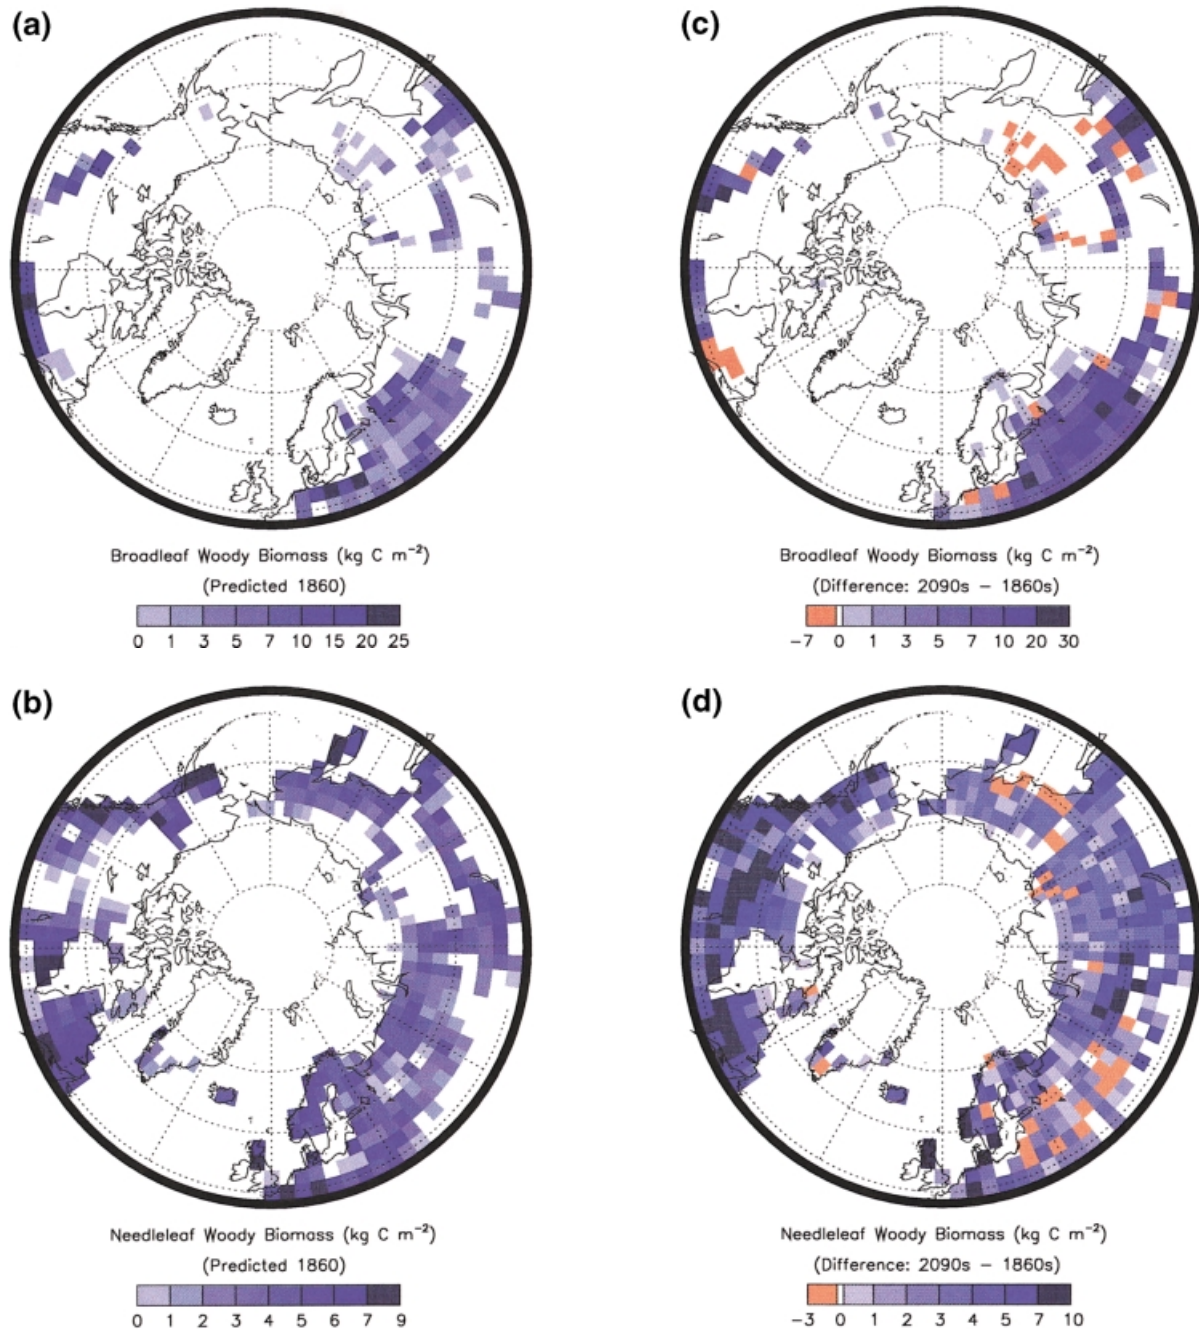 (a)
Broadleaf Woody Biomass (kg C m⁻²)
(Predicted 1860)
0 1 3 5 7 10 15 20 25
(c)
Broadleaf Woody Biomass (kg C m⁻²)
(Difference: 2090s − 1860s)
−7 0 1 3 5 7 10 20 30
(b)
Needleleaf Woody Biomass (kg C m⁻²)
(Predicted 1860)
0 1 2 3 4 5 6 7 9
(d)
Needleleaf Woody Biomass (kg C m⁻²)
(Difference: 2090s − 1860s)
−3 0 1 2 3 4 5 7 10